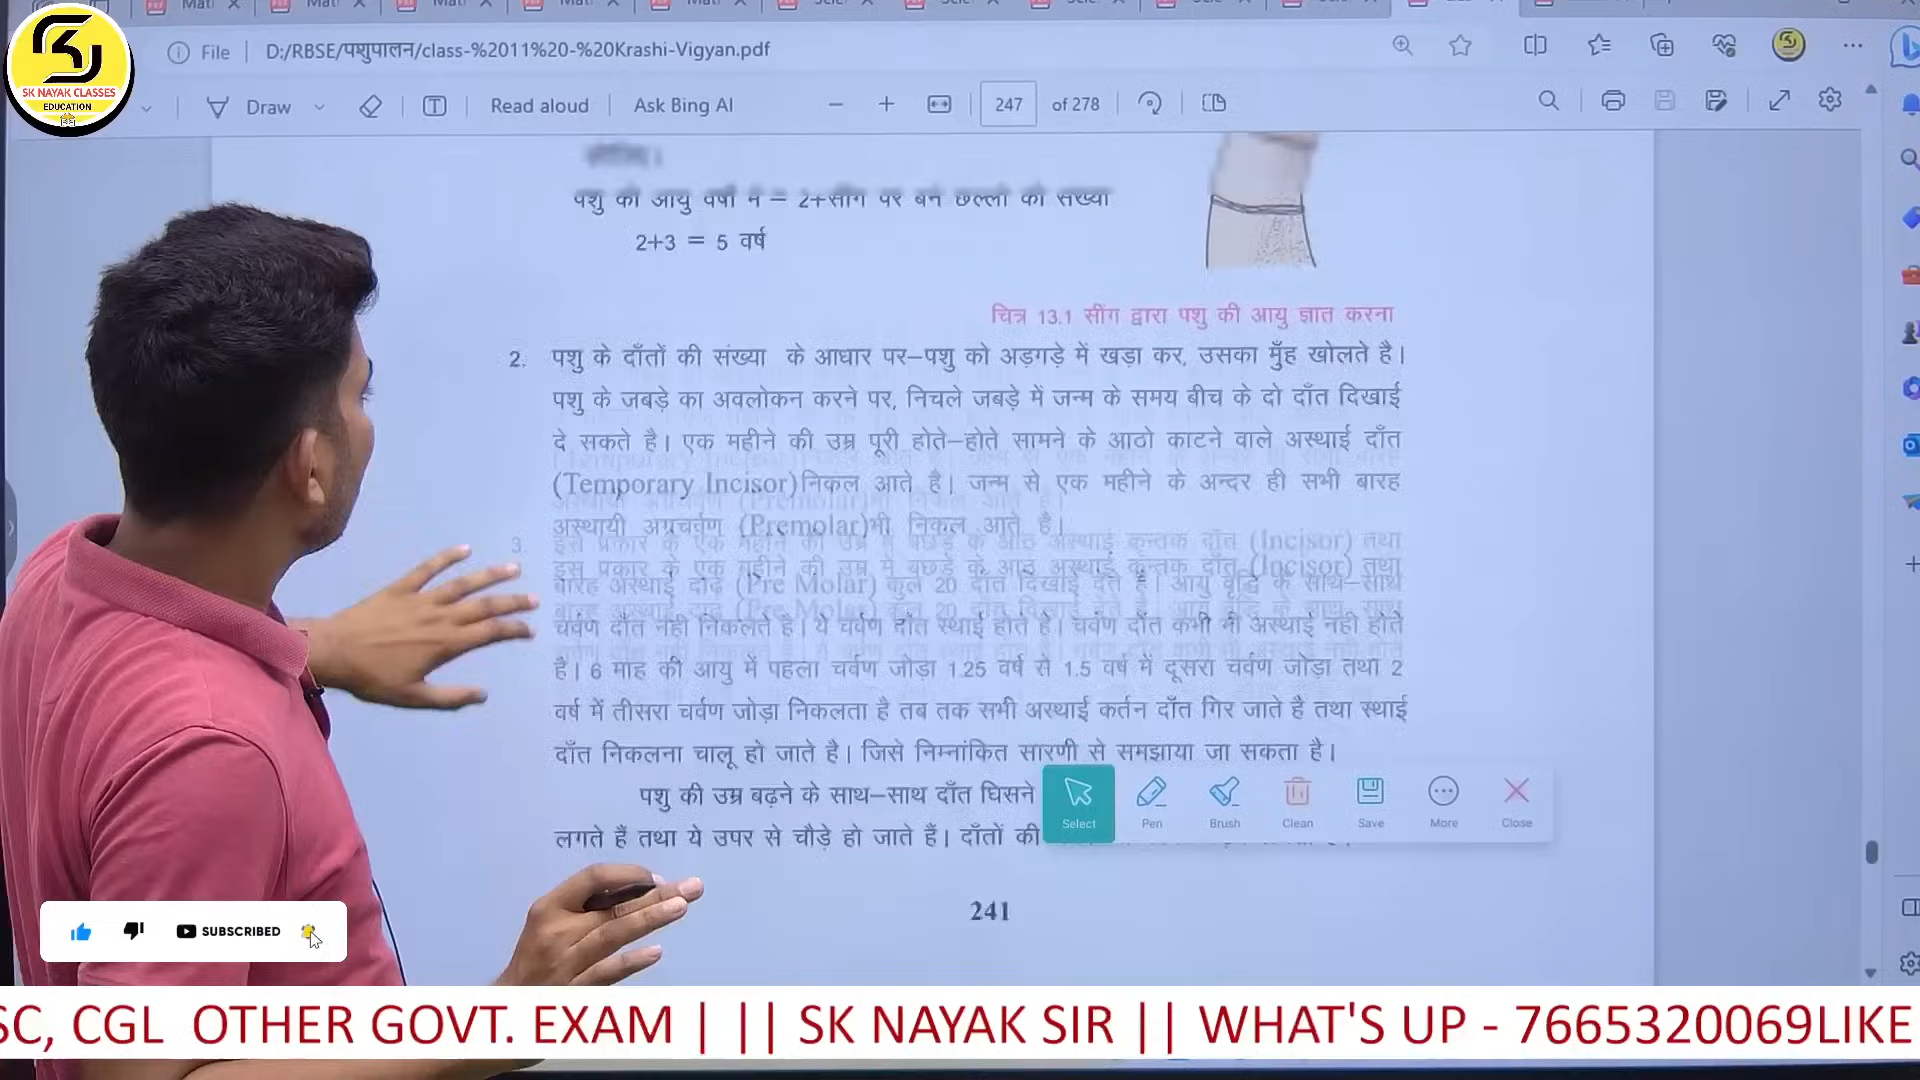 SK NAYAK CLASSES
EDUCATION
File D:/RBSE/पशुपालन/class-%2011%20-%20Krashi-Vigyan.pdf
Draw Read aloud Ask Bing AI 247 of 278
पशु की आयु वर्षों में = 2+सींग पर बने छल्लों की संख्या
2+3 = 5 वर्ष
चित्र 13.1 सींग द्वारा पशु की आयु ज्ञात करना
2. पशु के दाँतों की संख्या के आधार पर–पशु को अड़गड़े में खड़ा कर, उसका मुँह खोलते है।
पशु के जबड़े का अवलोकन करने पर, निचले जबड़े में जन्म के समय बीच के दो दाँत दिखाई
दे सकते है। एक महीने की उम्र पूरी होते–होते सामने के आठो काटने वाले अस्थाई दाँत
(Temporary Incisor)निकल आते है। जन्म से एक महीने के अन्दर ही सभी बारह
अस्थायी अग्रचर्वण (Premolar)भी निकल आते है।
3. इस प्रकार के एक महीने की उम्र में बछड़े के आठ अस्थाई कृन्तक दाँत (Incisor) तथा
बारह अस्थाई दाढ़ (Pre Molar) कुल 20 दाँत दिखाई देते है। आयु वृद्धि के साथ–साथ
चर्वण दाँत नही निकलते है। ये चर्वण दाँत स्थाई होते है। चर्वण दाँत कभी भी अस्थाई नही होते
है। 6 माह की आयु में पहला चर्वण जोड़ा 1.25 वर्ष से 1.5 वर्ष में दूसरा चर्वण जोड़ा तथा 2
वर्ष में तीसरा चर्वण जोड़ा निकलता है तब तक सभी अस्थाई कर्तन दाँत गिर जाते है तथा स्थाई
दाँत निकलना चालू हो जाते है। जिसे निम्नांकित सारणी से समझाया जा सकता है।
पशु की उम्र बढ़ने के साथ–साथ दाँत घिसने
लगते हैं तथा ये उपर से चौड़े हो जाते हैं। दाँतों की
Select Pen Brush Clean Save More Close
241
SUBSCRIBED
SC, CGL OTHER GOVT. EXAM | || SK NAYAK SIR || WHAT'S UP - 7665320069LIKE